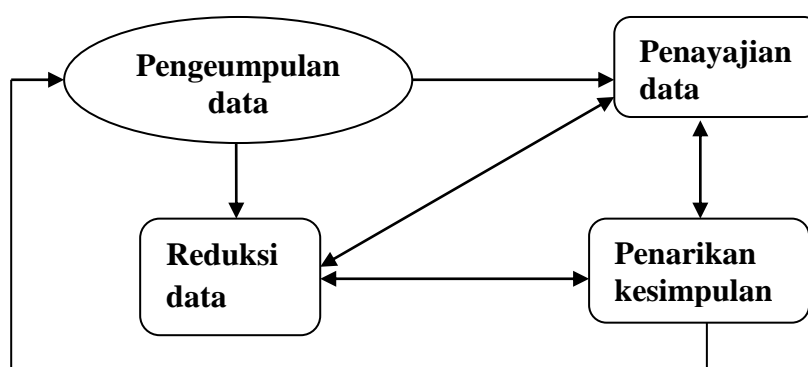 Pengeumpulan
data
Penayajian
data
Reduksi
data
Penarikan
kesimpulan